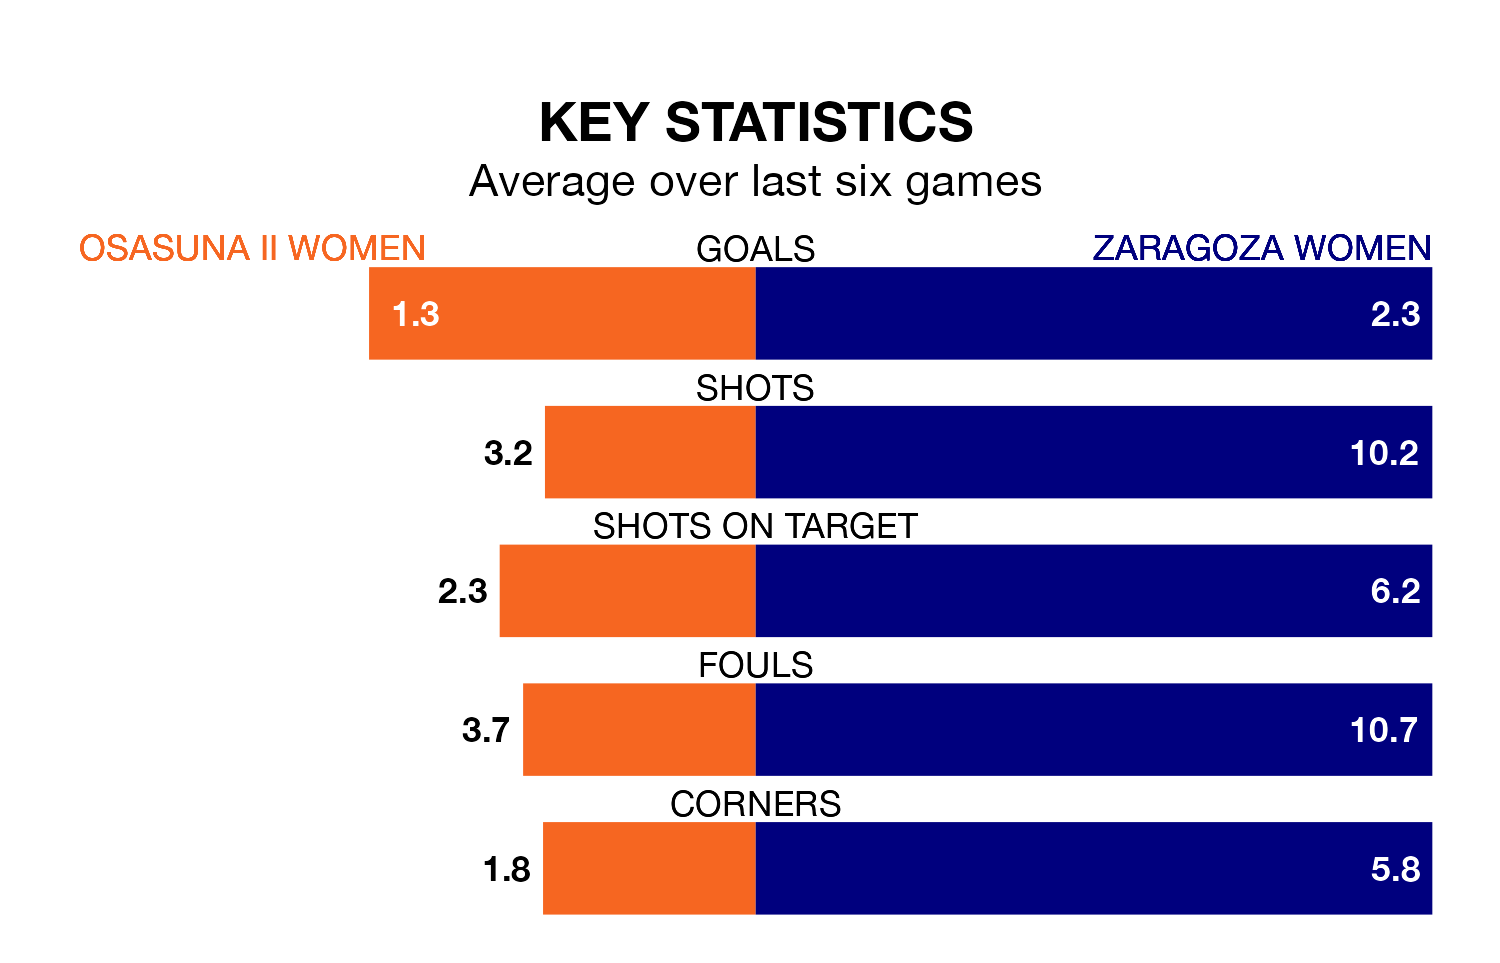 KEY STATISTICS
Average over last six games
OSASUNA II WOMEN GOALS ZARAGOZA WOMEN
1.3 2.3
SHOTS
3.2 10.2
SHOTS ON TARGET
2.3 6.2
FOULS
3.7 10.7
CORNERS
1.8 5.8